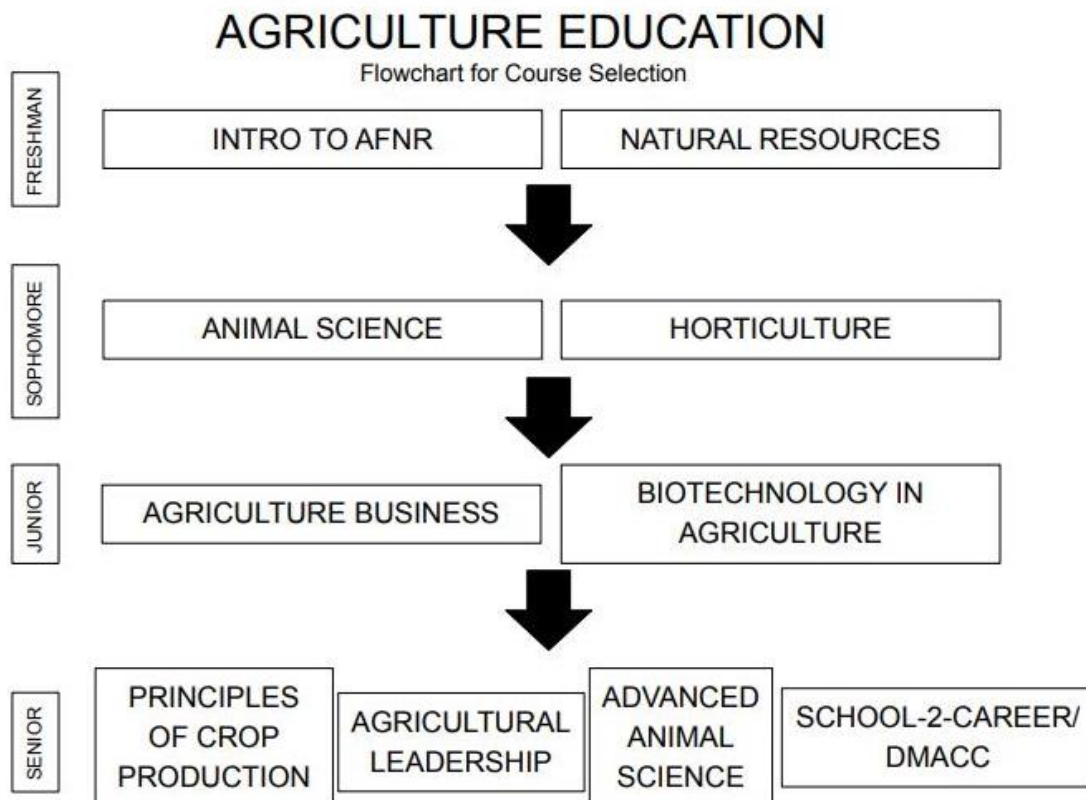 AGRICULTURE EDUCATION
Flowchart for Course Selection
FRESHMAN
INTRO TO AFNR
NATURAL RESOURCES
SOPHOMORE
ANIMAL SCIENCE
HORTICULTURE
JUNIOR
AGRICULTURE BUSINESS
BIOTECHNOLOGY IN
AGRICULTURE
SENIOR
PRINCIPLES
OF CROP
PRODUCTION
AGRICULTURAL
LEADERSHIP
ADVANCED
ANIMAL
SCIENCE
SCHOOL-2-CAREER/
DMACC